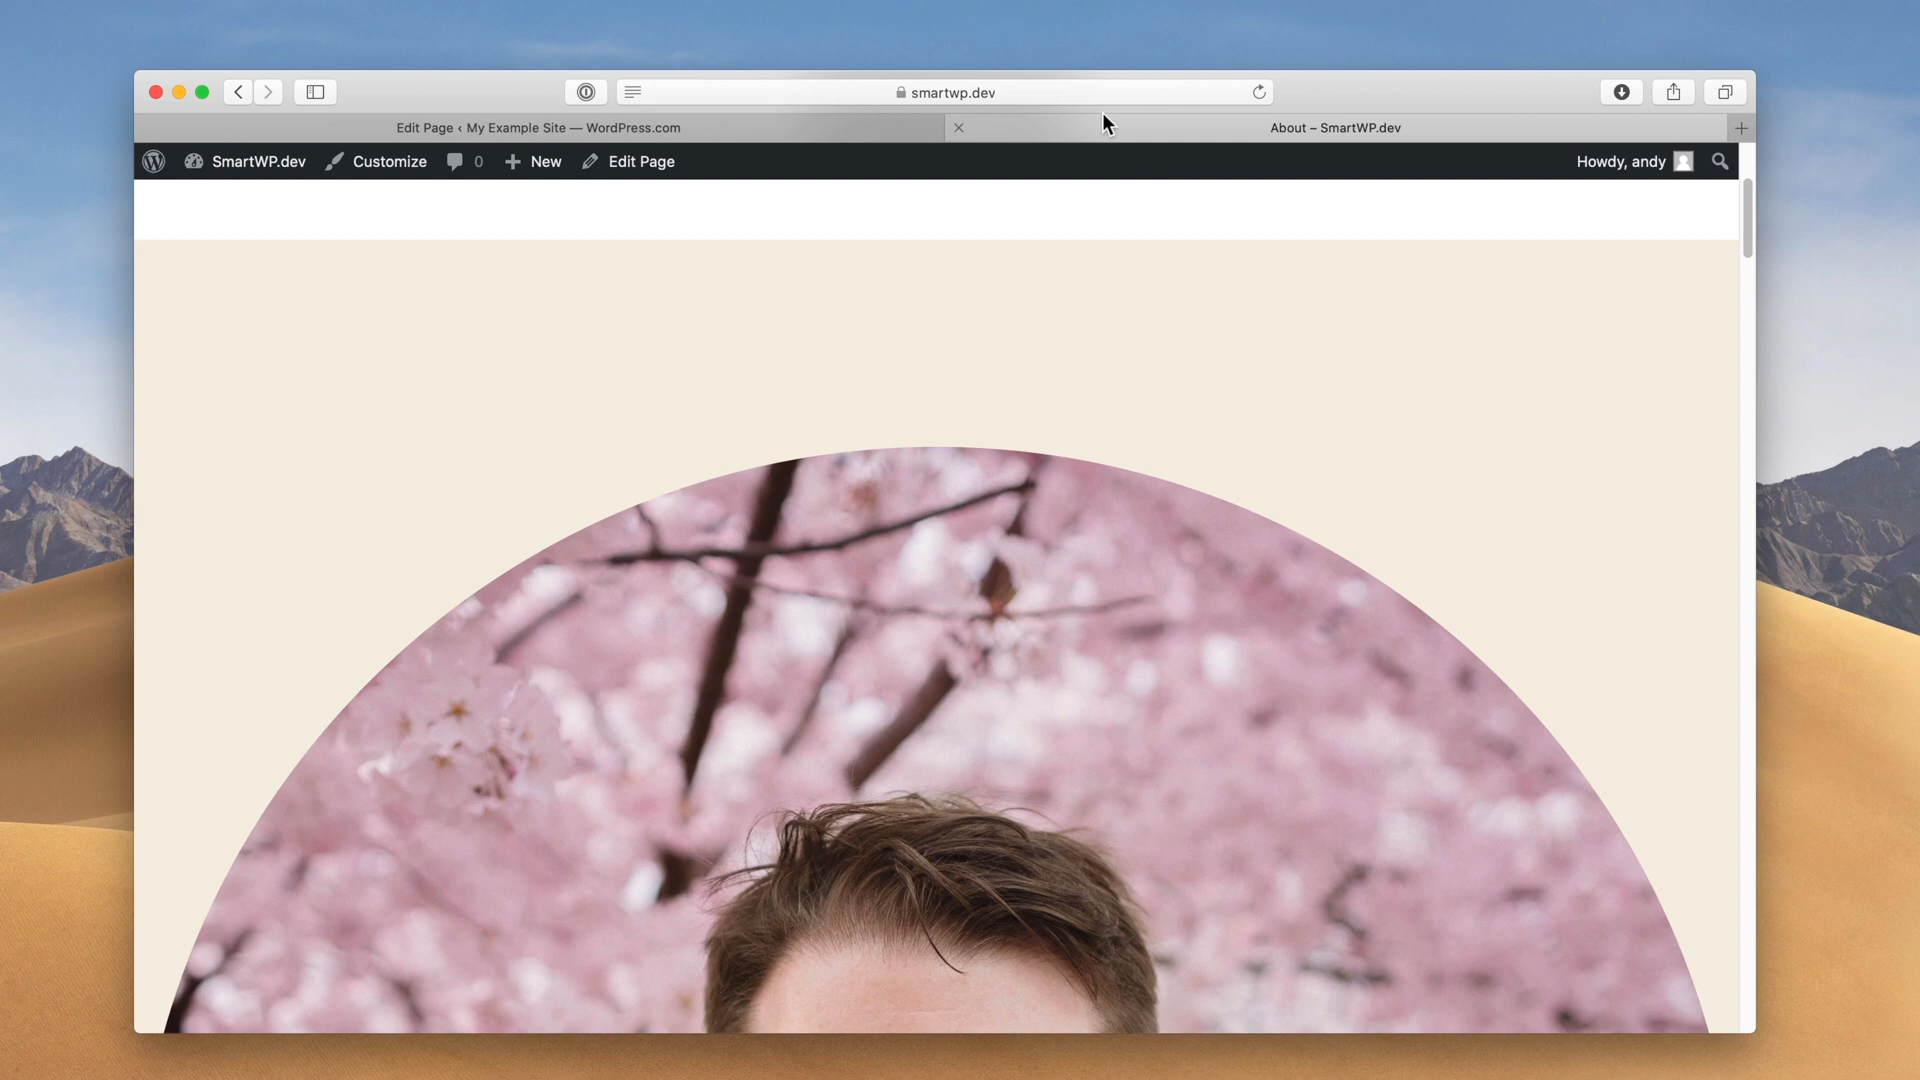 smartwp.dev
Edit Page ‹ My Example Site — WordPress.com
About – SmartWP.dev
SmartWP.dev Customize 0 New Edit Page Howdy, andy